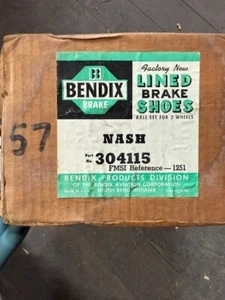 B
BENDIX
BRAKE
Factory New
LINED
BRAKE
SHOES
AXLE SET FOR 2 WHEELS
57
NASH
Part No. 304115
FMSI Reference—1251
BENDIX PRODUCTS DIVISION
OF THE BENDIX AVIATION CORPORATION
SOUTH BEND, INDIANA